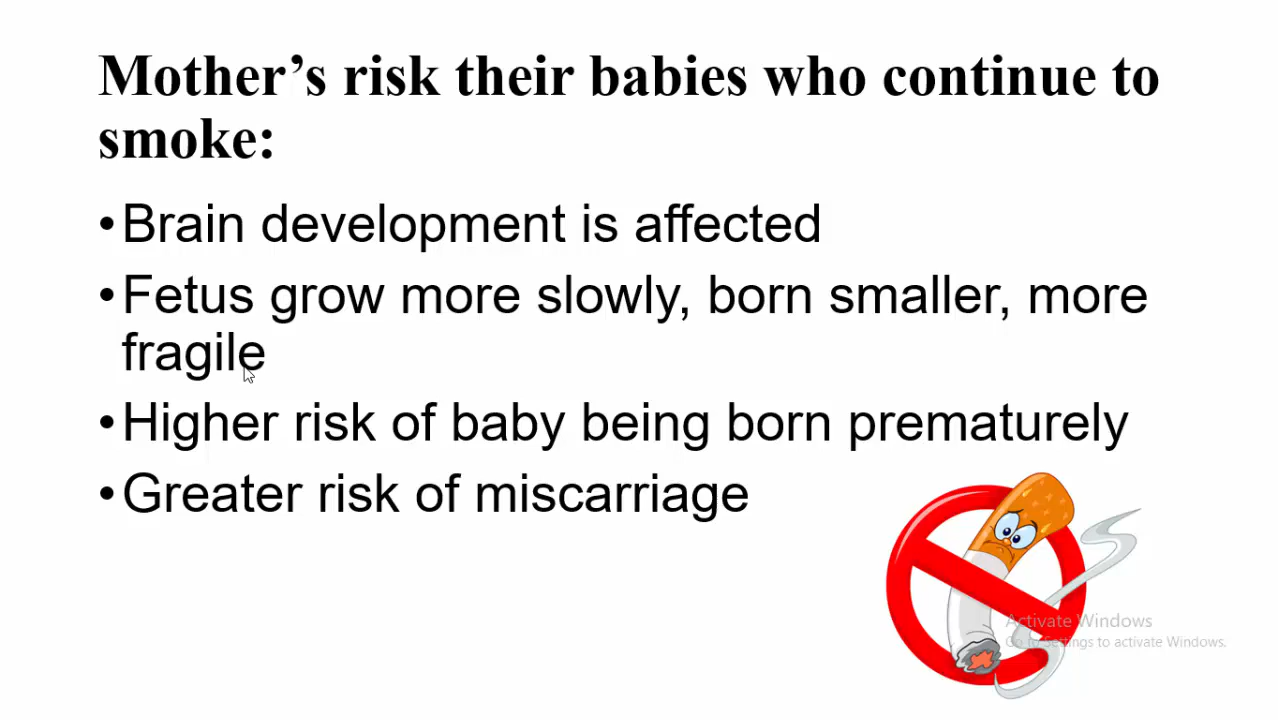 Mother’s risk their babies who continue to
smoke:
•Brain development is affected
•Fetus grow more slowly, born smaller, more
fragile
•Higher risk of baby being born prematurely
•Greater risk of miscarriage
Activate Windows
Go to Settings to activate Windows.